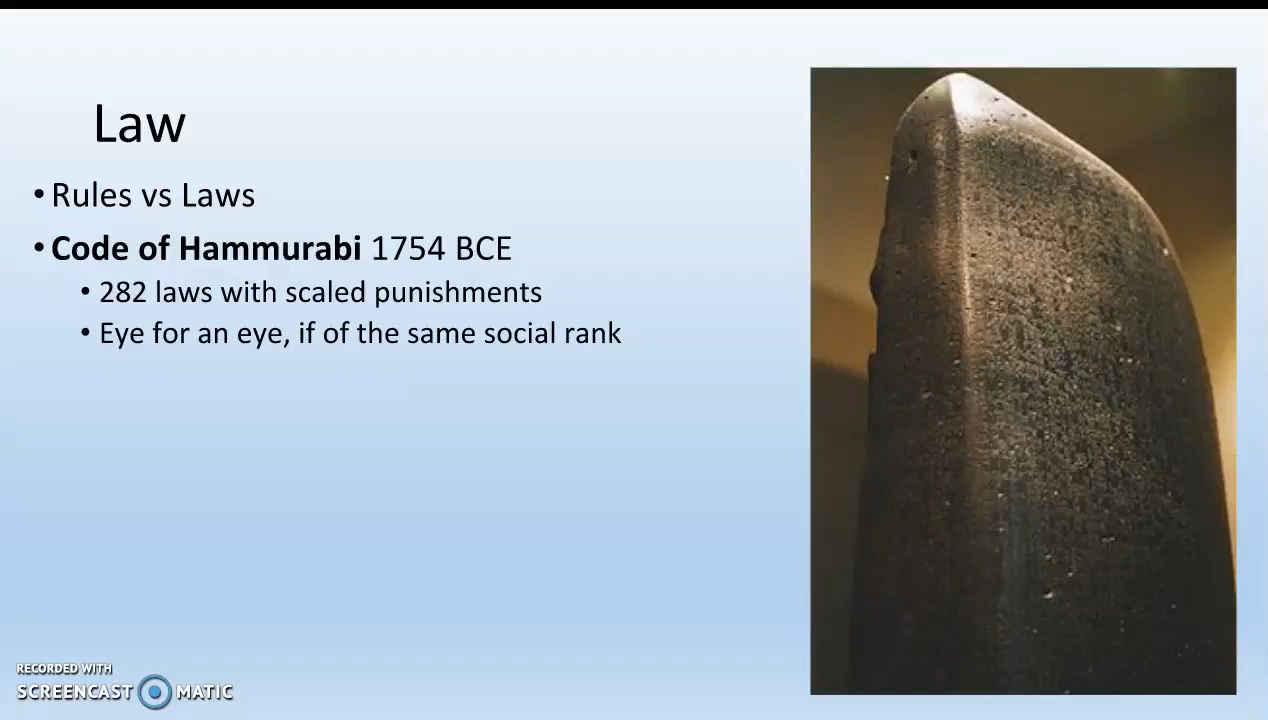 Law
• Rules vs Laws
• Code of Hammurabi 1754 BCE
• 282 laws with scaled punishments
• Eye for an eye, if of the same social rank
RECORDED WITH
SCREENCAST MATIC